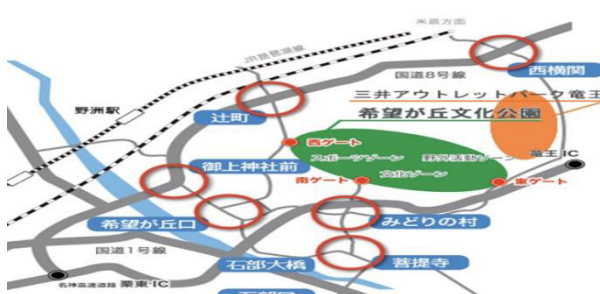 米原方面
JR琵琶湖線
西横関
国道8号線
三井アウトレットパーク竜王
野洲駅
希望が丘文化公園
辻町
西ゲート
スポーツゾーン
野外活動ゾーン
竜王IC
御上神社前
文化ゾーン
南ゲート
東ゲート
希望が丘口
みどりの村
国道1号線
石部大橋
菩提寺
名神高速道路
栗東IC